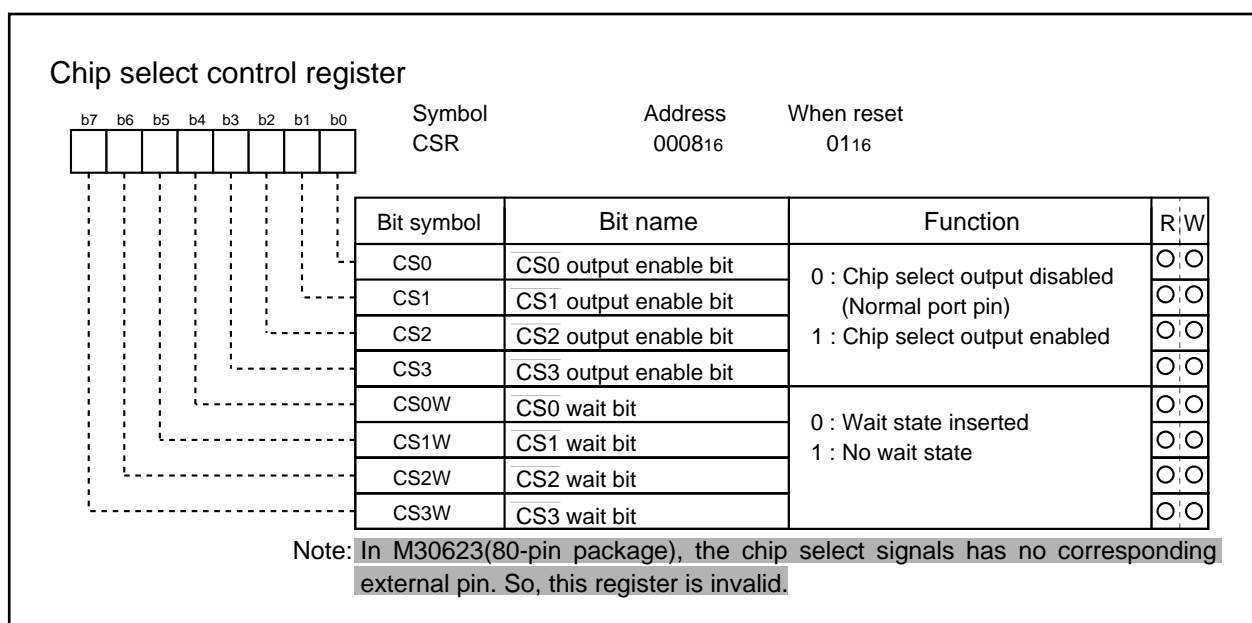 Chip select control register
Symbol Address When reset
b7 b6 b5 b4 b3 b2 b1 b0
CSR 000816 0116
Bit symbol Bit name Function R W
CS0 CS0 output enable bit
CS1 CS1 output enable bit
CS2 CS2 output enable bit
CS3 CS3 output enable bit
0 : Chip select output disabled
(Normal port pin)
1 : Chip select output enabled
CS0W CS0 wait bit
CS1W CS1 wait bit
CS2W CS2 wait bit
CS3W CS3 wait bit
0 : Wait state inserted
1 : No wait state
Note: In M30623(80-pin package), the chip select signals has no corresponding
external pin. So, this register is invalid.